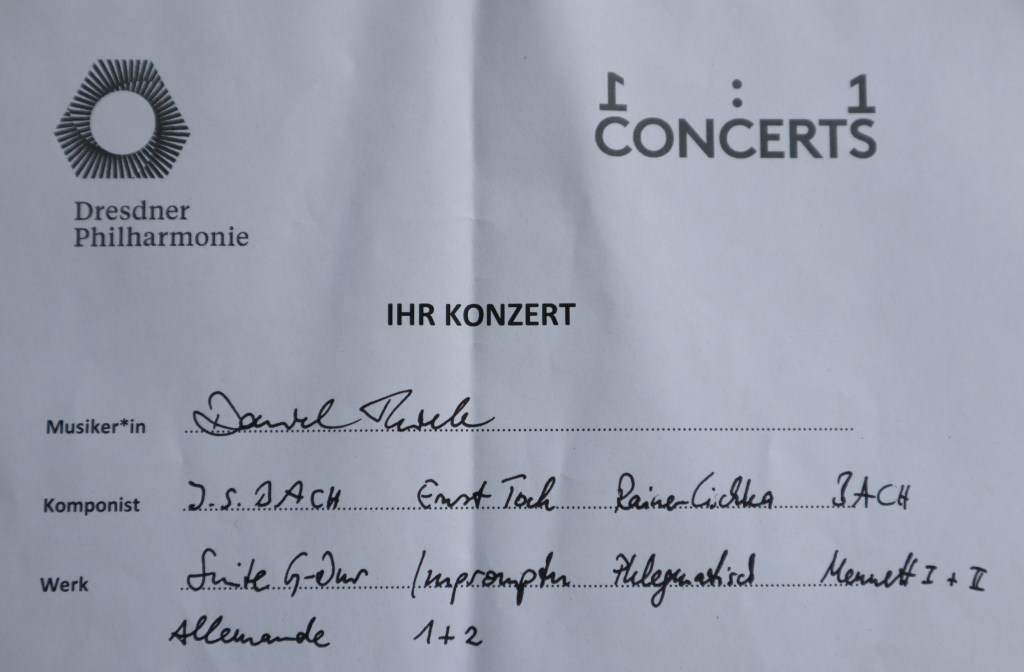 1:1
CONCERTS
Dresdner
Philharmonie
IHR KONZERT
Musiker*in Daniel Thiele
Komponist J.S. BACH Ernst Toch Rainer Lischka BACH
Werk Suite G-Dur Impromptu Phlegmatisch Menuett I + II
Allemande 1+2